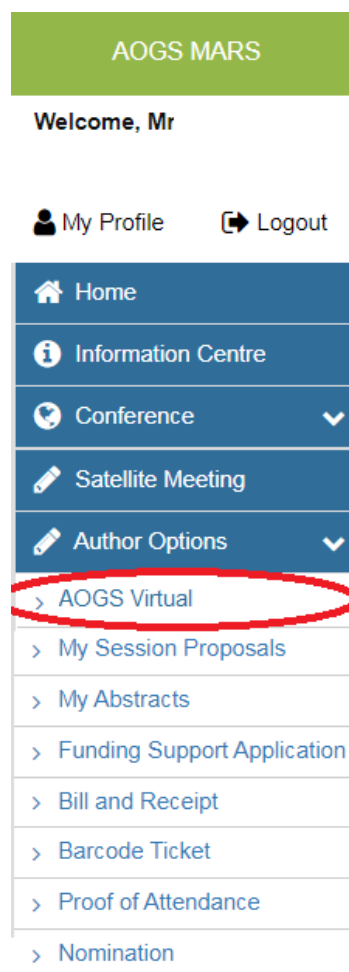 AOGS MARS
Welcome, Mr
My Profile Logout
Home
Information Centre
Conference
Satellite Meeting
Author Options
AOGS Virtual
My Session Proposals
My Abstracts
Funding Support Application
Bill and Receipt
Barcode Ticket
Proof of Attendance
Nomination